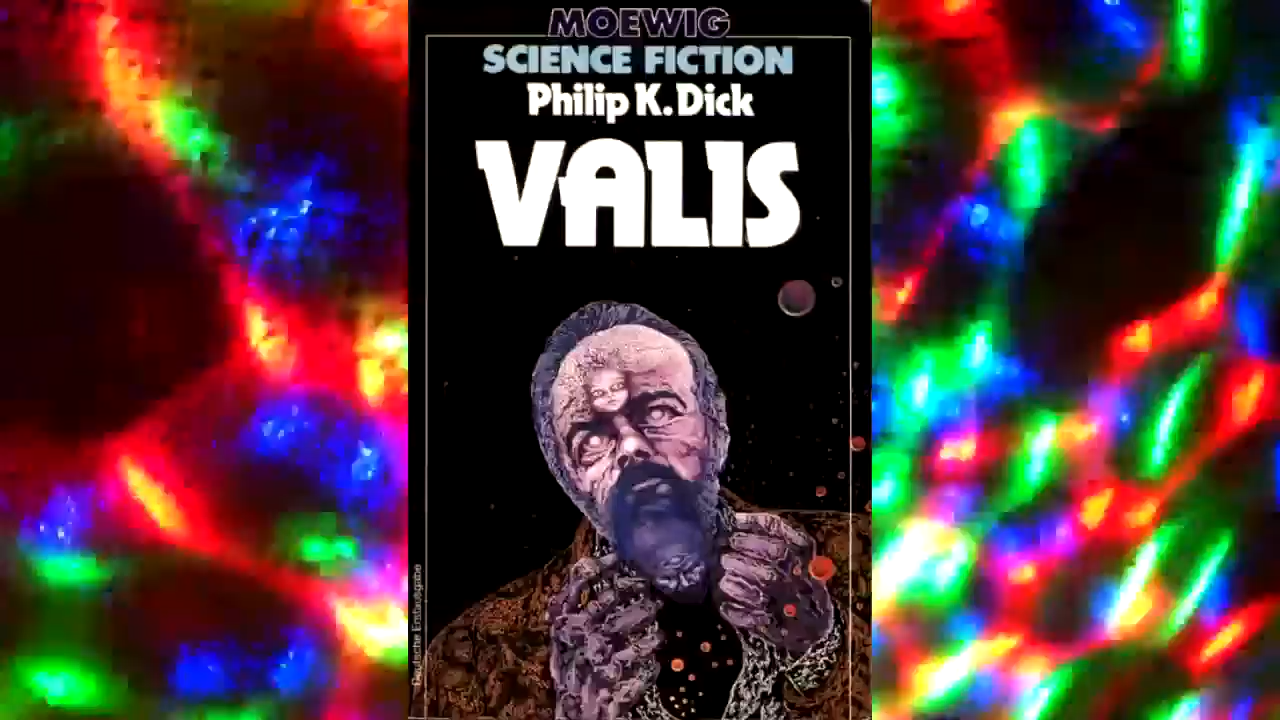 MOEWIG
SCIENCE FICTION
Philip K. Dick
VALIS
Deutsche Erstausgabe